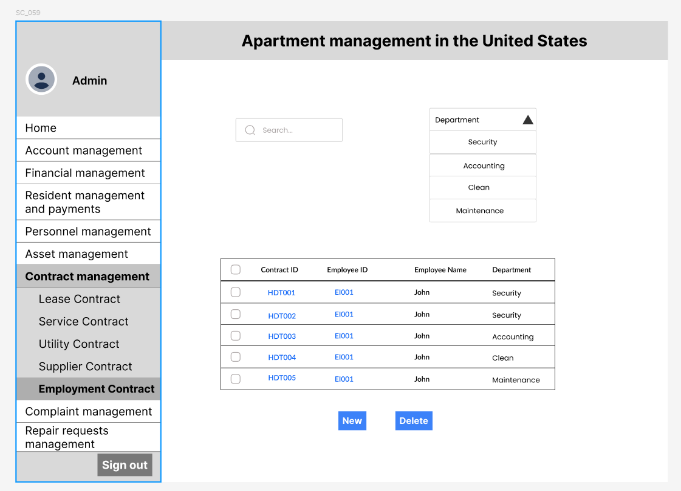 SC_059
Apartment management in the United States
Admin
Home
Account management
Financial management
Resident management
and payments
Personnel management
Asset management
Contract management
Lease Contract
Service Contract
Utility Contract
Supplier Contract
Employment Contract
Complaint management
Repair requests
management
Sign out
Search...
Department
Security
Accounting
Clean
Maintenance
Contract ID Employee ID Employee Name Department
HDT001 EI001 John Security
HDT002 EI001 John Security
HDT003 EI001 John Accounting
HDT004 EI001 John Clean
HDT005 EI001 John Maintenance
New Delete